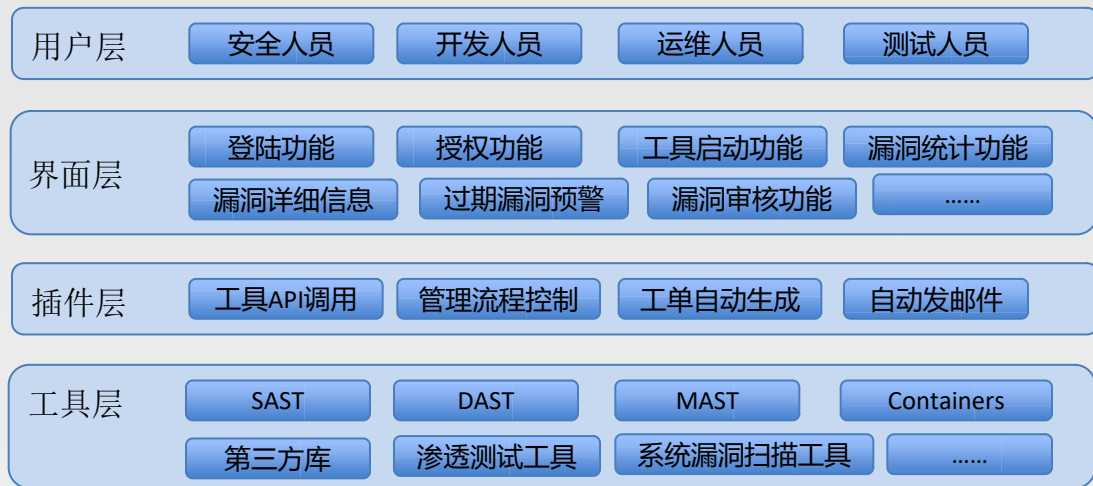 用户层 安全人员 开发人员 运维人员 测试人员
界面层
登陆功能 授权功能 工具启动功能 漏洞统计功能
漏洞详细信息 过期漏洞预警 漏洞审核功能 ......
插件层 工具API调用 管理流程控制 工单自动生成 自动发邮件
工具层
SAST DAST MAST Containers
第三方库 渗透测试工具 系统漏洞扫描工具 ......